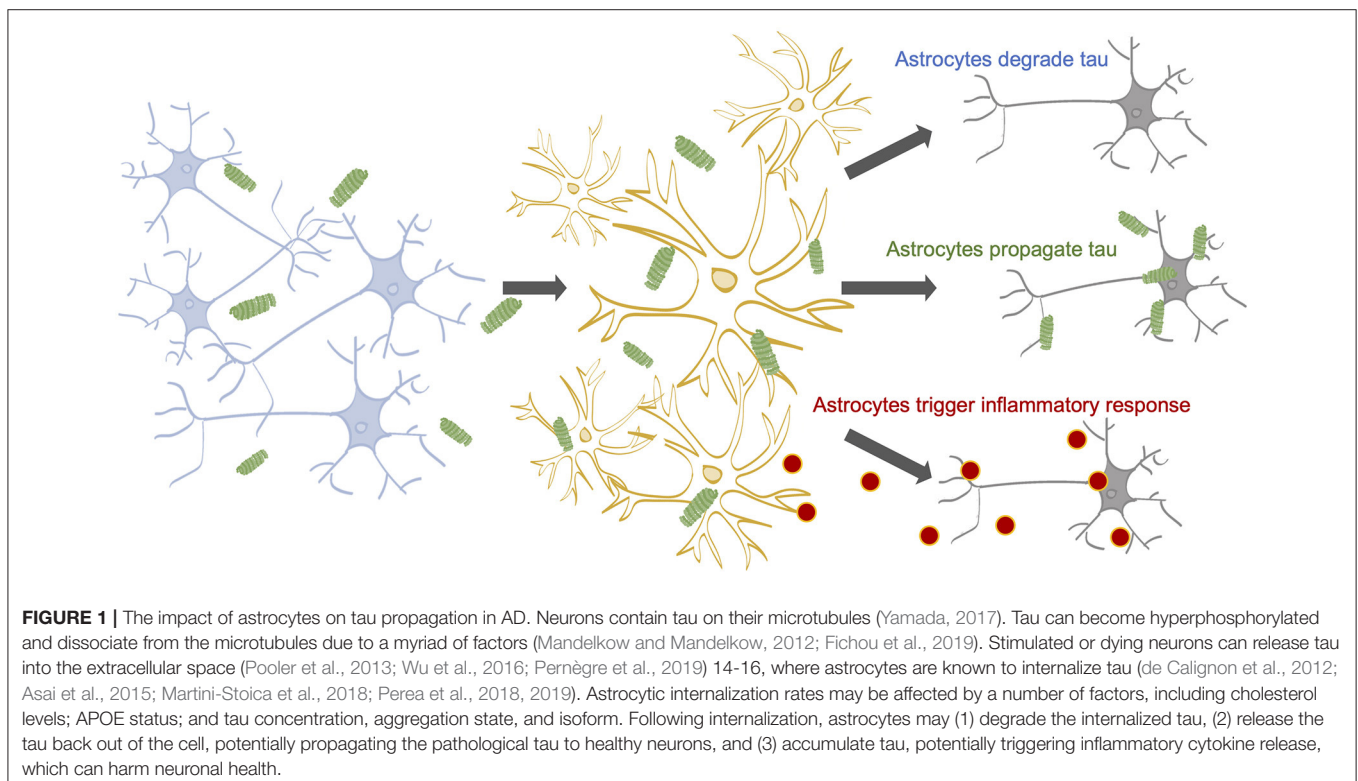 Astrocytes degrade tau
Astrocytes propagate tau
Astrocytes trigger inflammatory response
FIGURE 1 | The impact of astrocytes on tau propagation in AD. Neurons contain tau on their microtubules (Yamada, 2017). Tau can become hyperphosphorylated
and dissociate from the microtubules due to a myriad of factors (Mandelkow and Mandelkow, 2012; Fichou et al., 2019). Stimulated or dying neurons can release tau
into the extracellular space (Pooler et al., 2013; Wu et al., 2016; Pernègre et al., 2019) 14-16, where astrocytes are known to internalize tau (de Calignon et al., 2012;
Asai et al., 2015; Martini-Stoica et al., 2018; Perea et al., 2018, 2019). Astrocytic internalization rates may be affected by a number of factors, including cholesterol
levels; APOE status; and tau concentration, aggregation state, and isoform. Following internalization, astrocytes may (1) degrade the internalized tau, (2) release the
tau back out of the cell, potentially propagating the pathological tau to healthy neurons, and (3) accumulate tau, potentially triggering inflammatory cytokine release,
which can harm neuronal health.